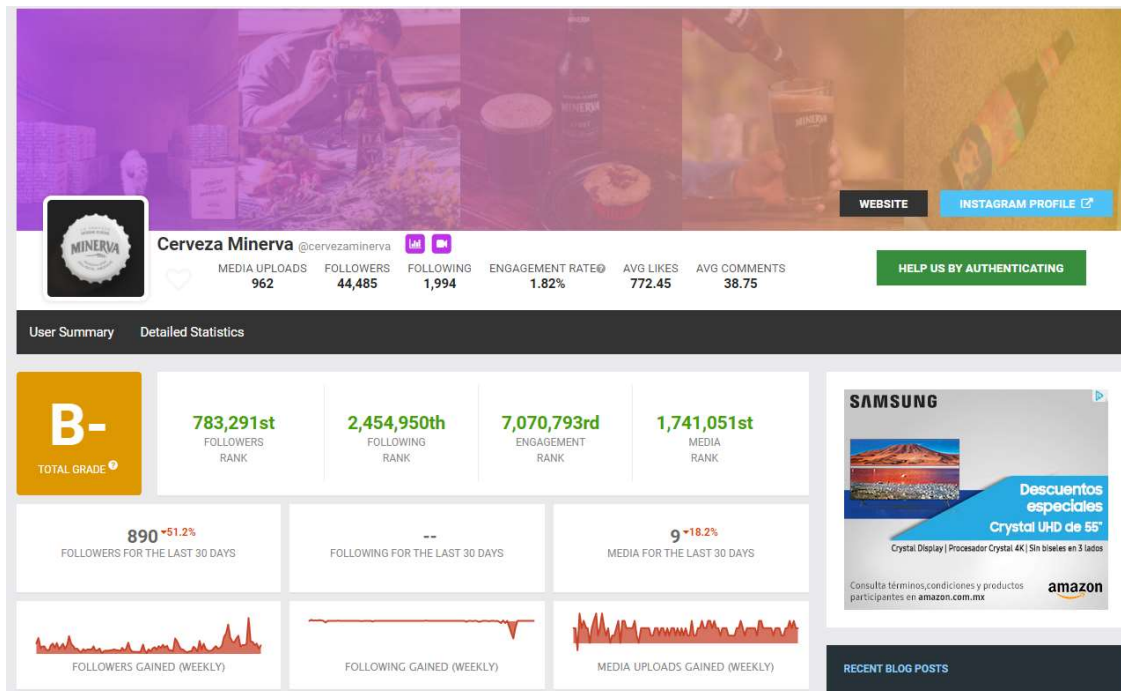 MINERVA
MINERVA
WEBSITE
INSTAGRAM PROFILE
MINERVA
Cerveza Minerva @cervezaminerva
MEDIA UPLOADS FOLLOWERS FOLLOWING ENGAGEMENT RATE AVG LIKES AVG COMMENTS
962 44,485 1,994 1.82% 772.45 38.75
HELP US BY AUTHENTICATING
User Summary Detailed Statistics
B-
TOTAL GRADE ?
783,291st 2,454,950th 7,070,793rd 1,741,051st
FOLLOWERS FOLLOWING ENGAGEMENT MEDIA
RANK RANK RANK RANK
890 51.2% -- 9 18.2%
FOLLOWERS FOR THE LAST 30 DAYS FOLLOWING FOR THE LAST 30 DAYS MEDIA FOR THE LAST 30 DAYS
FOLLOWERS GAINED (WEEKLY) FOLLOWING GAINED (WEEKLY) MEDIA UPLOADS GAINED (WEEKLY)
SAMSUNG
Descuentos
especiales
Crystal UHD de 55"
Crystal Display | Procesador Crystal 4K | Sin biseles en 3 lados
Consulta términos,condiciones y productos
participantes en amazon.com.mx
amazon
RECENT BLOG POSTS